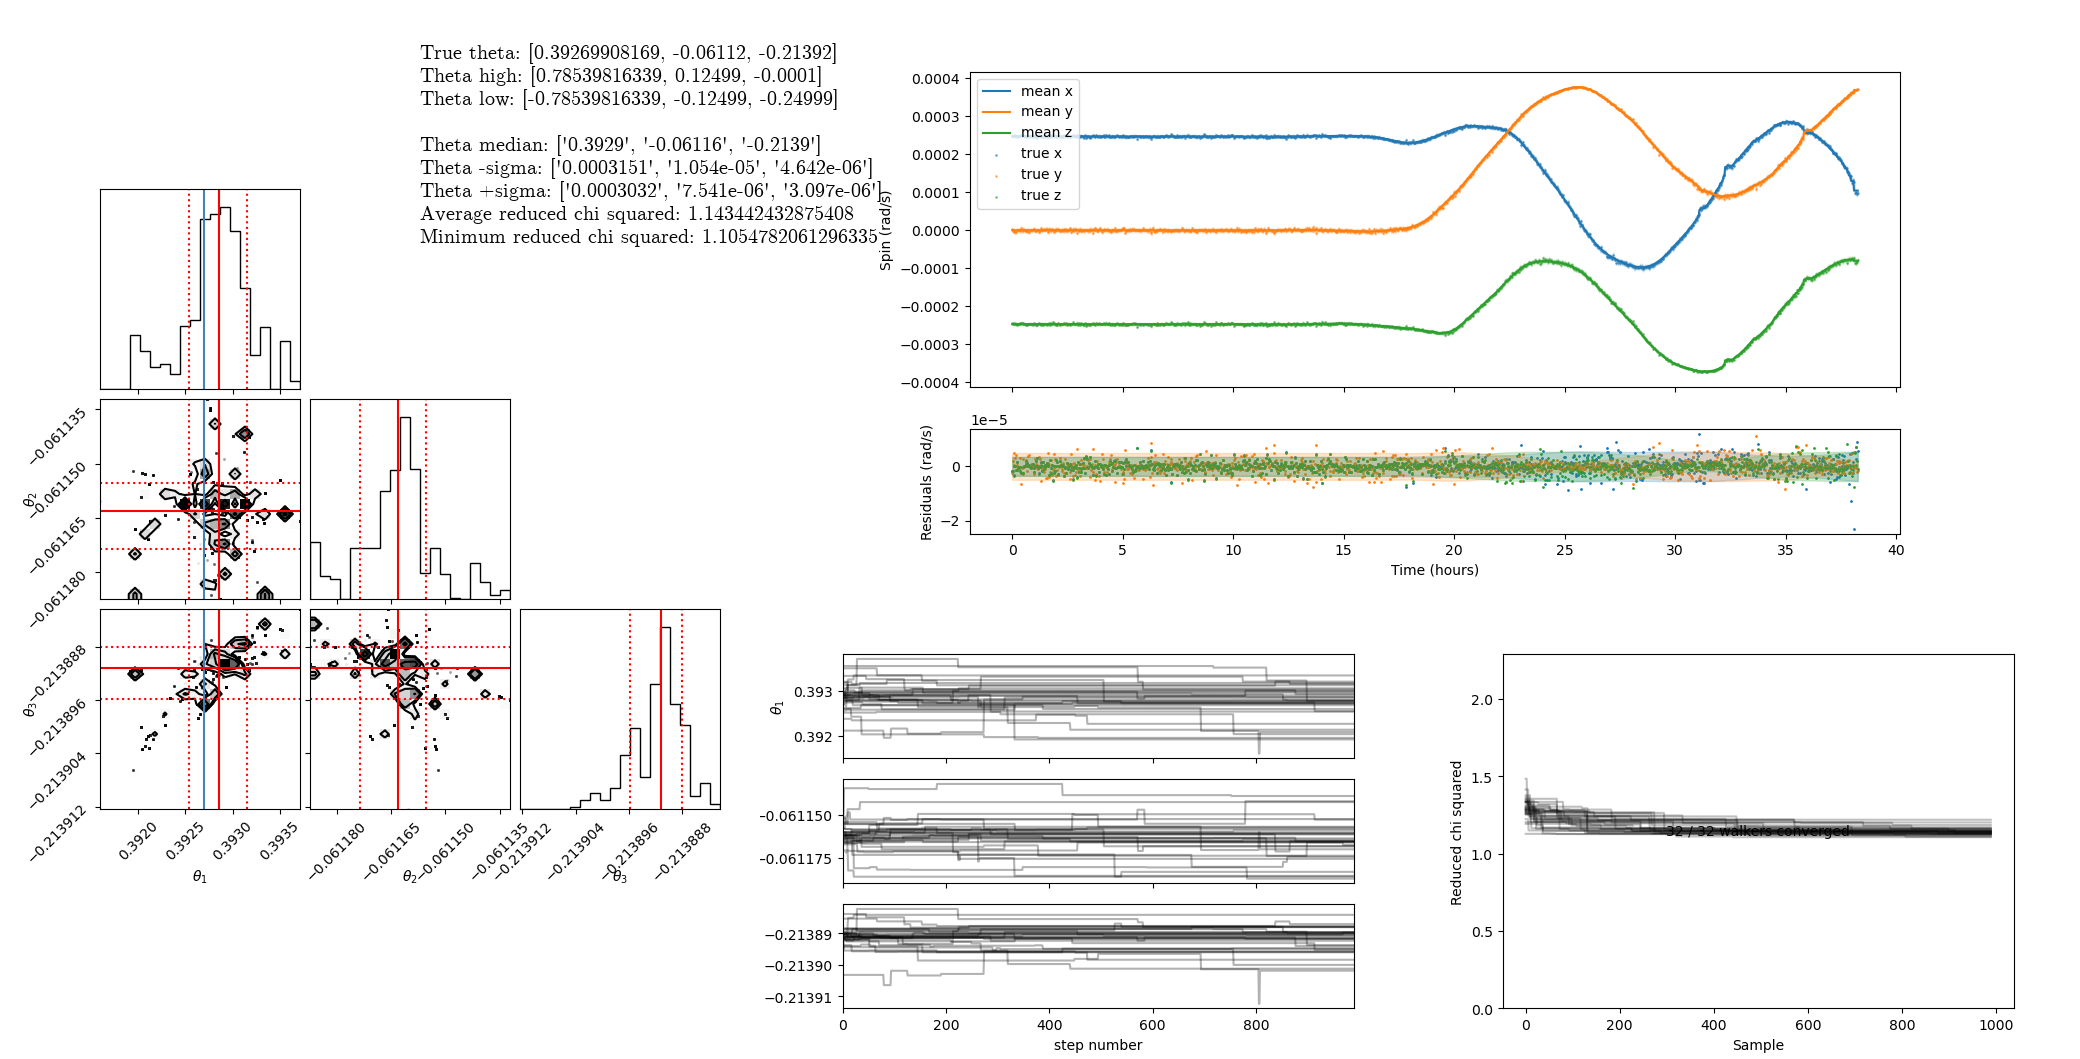 True theta: [0.39269908169, -0.06112, -0.21392]
Theta high: [0.78539816339, 0.12499, -0.0001]
Theta low: [-0.78539816339, -0.12499, -0.24999]
Theta median: ['0.3929', '-0.06116', '-0.2139']
Theta -sigma: ['0.0003151', '1.054e-05', '4.642e-06']
Theta +sigma: ['0.0003032', '7.541e-06', '3.097e-06']
Average reduced chi squared: 1.143442432875408
Minimum reduced chi squared: 1.1054782061296335
mean x
mean y
mean z
true x
true y
true z
Spin (rad/s)
0.0004
0.0003
0.0002
0.0001
0.0000
−0.0001
−0.0002
−0.0003
−0.0004
1e−5
Residuals (rad/s)
0
−2
0 5 10 15 20 25 30 35 40
Time (hours)
θ2
−0.061135
−0.061150
−0.061165
−0.061180
θ3
−0.213888
−0.213896
−0.213904
−0.213912
0.3920 0.3925 0.3930 0.3935
θ1
−0.061180 −0.061165 −0.061150 −0.061135
θ2
−0.213912 −0.213904 −0.213896 −0.213888
θ3
θ1
0.393
0.392
−0.061150
−0.061175
−0.21389
−0.21390
−0.21391
0 200 400 600 800
step number
Reduced chi squared
2.0
1.5
1.0
0.5
0.0
32 / 32 walkers converged
0 200 400 600 800 1000
Sample